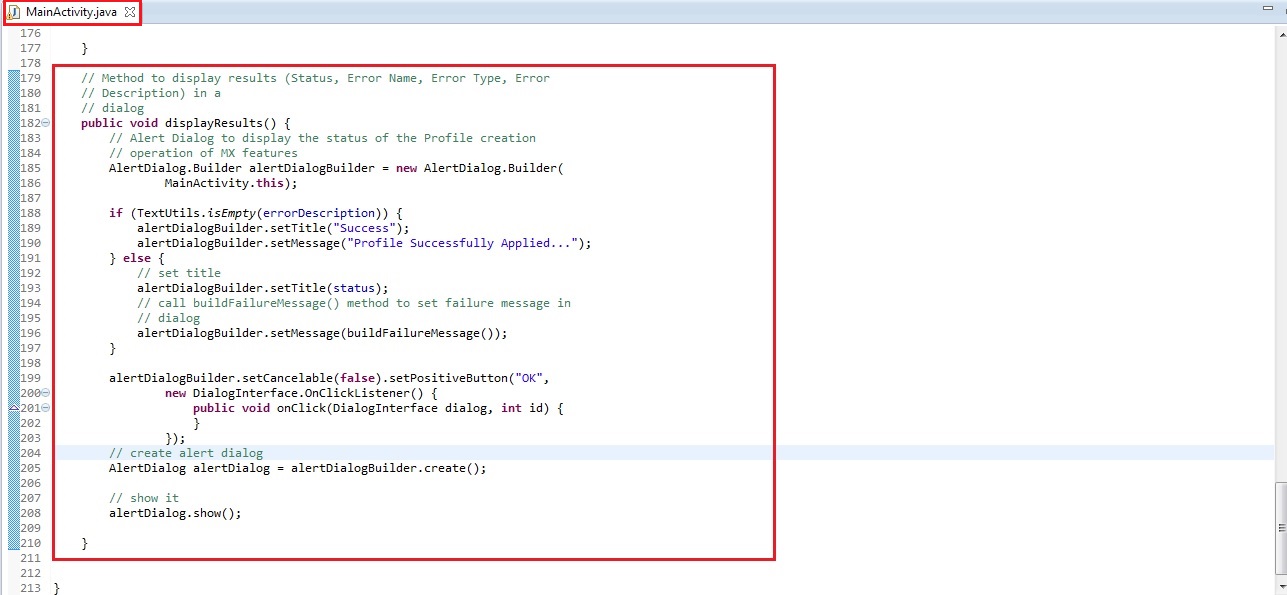 MainActivity.java
176
177 }
178
179 // Method to display results (Status, Error Name, Error Type, Error
180 // Description) in a
181 // dialog
182 public void displayResults() {
183 // Alert Dialog to display the status of the Profile creation
184 // operation of MX features
185 AlertDialog.Builder alertDialogBuilder = new AlertDialog.Builder(
186 MainActivity.this);
187
188 if (TextUtils.isEmpty(errorDescription)) {
189 alertDialogBuilder.setTitle("Success");
190 alertDialogBuilder.setMessage("Profile Successfully Applied...");
191 } else {
192 // set title
193 alertDialogBuilder.setTitle(status);
194 // call buildFailureMessage() method to set failure message in
195 // dialog
196 alertDialogBuilder.setMessage(buildFailureMessage());
197 }
198
199 alertDialogBuilder.setCancelable(false).setPositiveButton("OK",
200 new DialogInterface.OnClickListener() {
201 public void onClick(DialogInterface dialog, int id) {
202 }
203 });
204 // create alert dialog
205 AlertDialog alertDialog = alertDialogBuilder.create();
206
207 // show it
208 alertDialog.show();
209
210 }
211
212
213 }